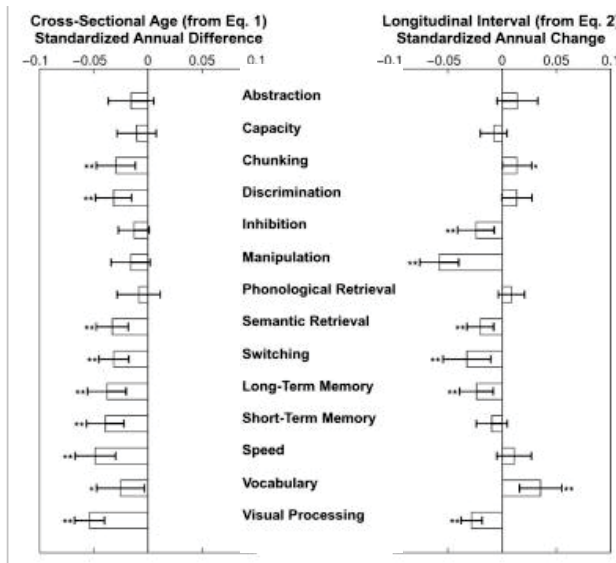 Cross-Sectional Age (from Eq. 1)
Standardized Annual Difference
Longitudinal Interval (from Eq. 2)
Standardized Annual Change
−0.1 −0.05 0 0.05 0.1
−0.1 −0.05 0 0.05 0.1
Abstraction
Capacity
** Chunking *
** Discrimination
Inhibition **
Manipulation **
Phonological Retrieval
** Semantic Retrieval **
** Switching **
** Long-Term Memory **
** Short-Term Memory
** Speed
* Vocabulary **
** Visual Processing **